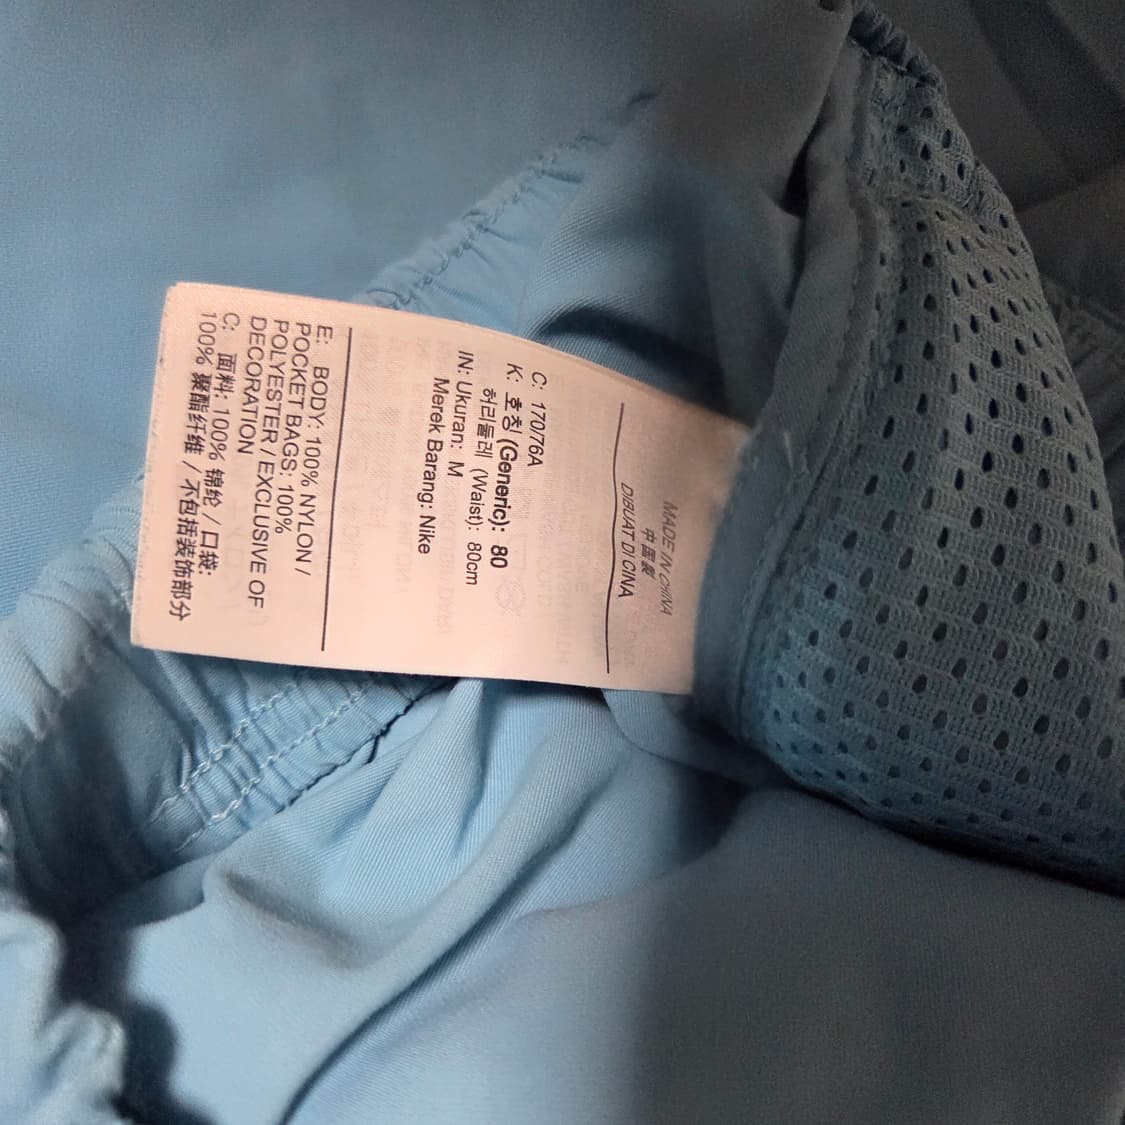 MADE IN CHINA
中国製
DIBUAT DI CINA
C: 170/76A
K: 호칭 (Generic): 80
허리둘레 (Waist): 80cm
IN: Ukuran: M
Merek Barang: Nike
E: BODY: 100% NYLON /
POCKET BAGS: 100%
POLYESTER / EXCLUSIVE OF
DECORATION
C: 面料: 100% 锦纶 / 口袋:
100% 聚酯纤维 / 不包括装饰部分